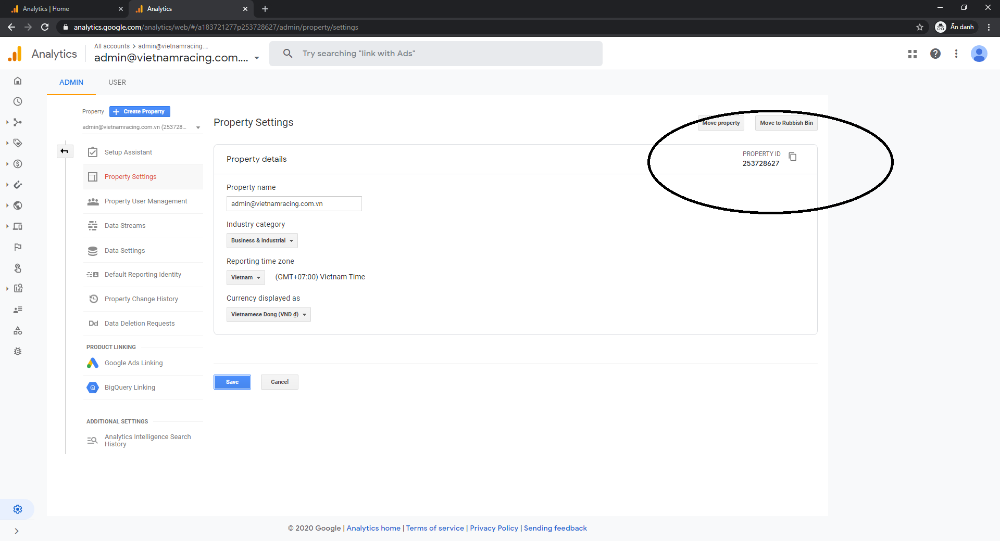 Analytics | Home
Analytics
analytics.google.com/analytics/web/#/a183721277p253728627/admin/property/settings
Ẩn danh
Analytics
All accounts > admin@vietnamracing....
admin@vietnamracing.com....
Try searching "link with Ads"
ADMIN
USER
Property
Create Property
admin@vietnamracing.com.vn (253728...
Setup Assistant
Property Settings
Property User Management
Data Streams
Data Settings
Default Reporting Identity
Property Change History
Dd Data Deletion Requests
PRODUCT LINKING
Google Ads Linking
BigQuery Linking
ADDITIONAL SETTINGS
Analytics Intelligence Search
History
Property Settings
Move property
Move to Rubbish Bin
Property details
PROPERTY ID
253728627
Property name
admin@vietnamracing.com.vn
Industry category
Business & industrial
Reporting time zone
Vietnam
(GMT+07:00) Vietnam Time
Currency displayed as
Vietnamese Dong (VND ₫)
Save
Cancel
© 2020 Google | Analytics home | Terms of service | Privacy Policy | Sending feedback